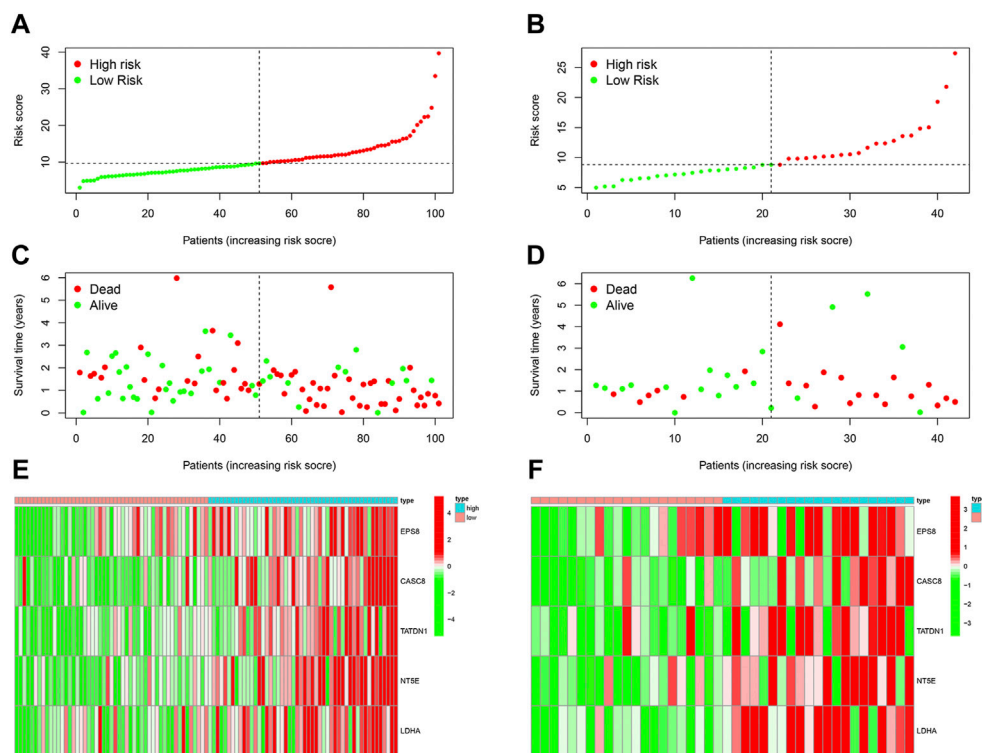 A
Risk score
40
30
20
10
High risk
Low Risk
0 20 40 60 80 100
Patients (increasing risk socre)
B
Risk score
25
20
15
10
5
High risk
Low Risk
0 10 20 30 40
Patients (increasing risk socre)
C
Survival time (years)
6
5
4
3
2
1
0
Dead
Alive
0 20 40 60 80 100
Patients (increasing risk socre)
D
Survival time (years)
6
5
4
3
2
1
0
Dead
Alive
0 10 20 30 40
Patients (increasing risk socre)
E
type
EPS8
CASC8
TATDN1
NT5E
LDHA
4
2
0
−2
−4
type
high
low
F
type
EPS8
CASC8
TATDN1
NT5E
LDHA
3
2
1
0
−1
−2
−3
type